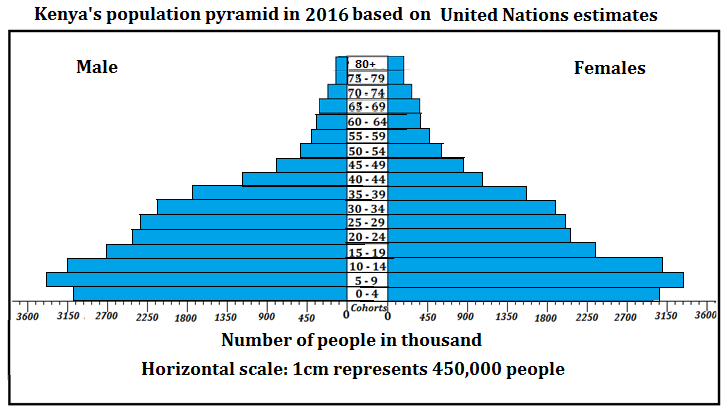 Kenya's population pyramid in 2016 based on United Nations estimates
Male
Females
80+
75 - 79
70 - 74
65 - 69
60 - 64
55 - 59
50 - 54
45 - 49
40 - 44
35 - 39
30 - 34
25 - 29
20 - 24
15 - 19
10 - 14
5 - 9
0 - 4
Cohorts
3600 3150 2700 2250 1800 1350 900 450 0 0 450 900 1350 1800 2250 2700 3150 3600
Number of people in thousand
Horizontal scale: 1cm represents 450,000 people